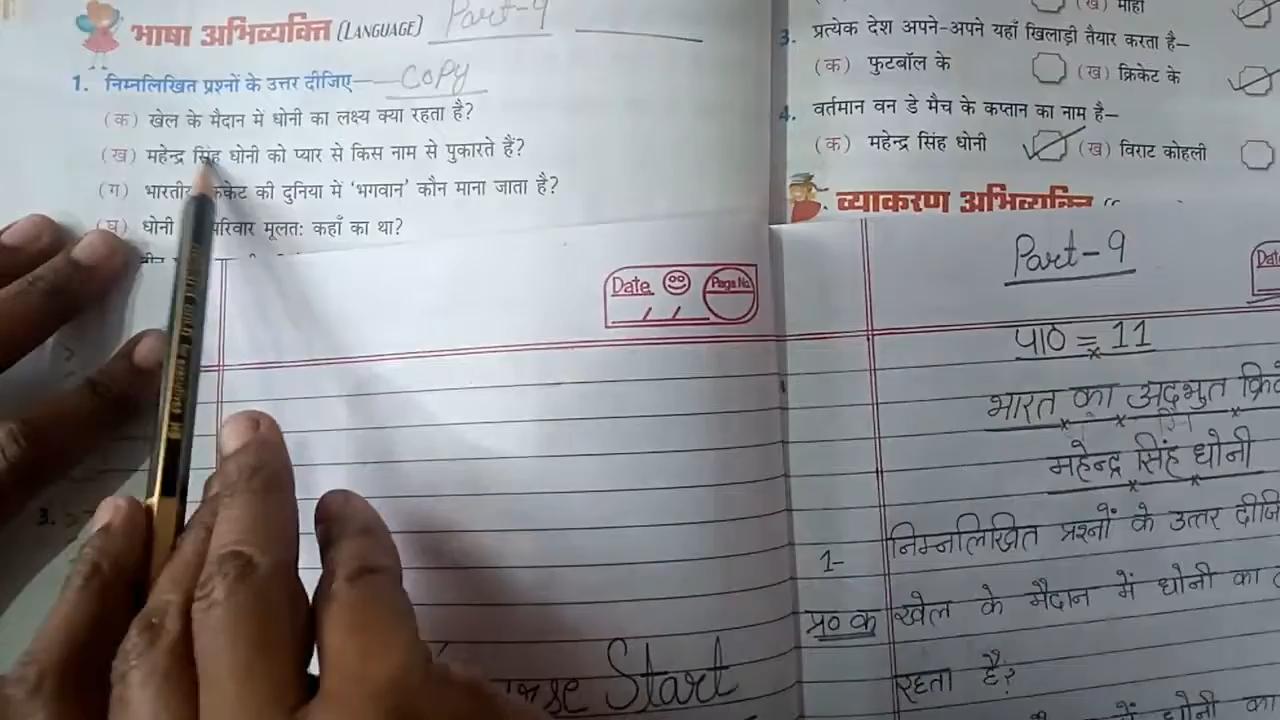 भाषा अभिव्यक्ति (LANGUAGE) Part-9
1. निम्नलिखित प्रश्नों के उत्तर दीजिए— Copy
(क) खेल के मैदान में धोनी का लक्ष्य क्या रहता है?
(ख) महेन्द्र सिंह धोनी को प्यार से किस नाम से पुकारते हैं?
(ग) भारतीय की दुनिया में 'भगवान' कौन माना जाता है?
(घ) धोनी परिवार मूलत: कहाँ का था?
3.
(ख) माही
3. प्रत्येक देश अपने-अपने यहाँ खिलाड़ी तैयार करता है—
(क) फुटबॉल के (ख) क्रिकेट के
4. वर्तमान वन डे मैच के कप्तान का नाम है—
(क) महेन्द्र सिंह धोनी (ख) विराट कोहली
व्याकरण अभिव्यक्ति
Date Page No.
Start
Part-9
पाठ = 11
भारत का अद्भुत
महेन्द्र सिंह धोनी
1- निम्नलिखित प्रश्नों के उत्तर
प्र० क खेल के मैदान में धोनी का
रहता है?
में धोनी का